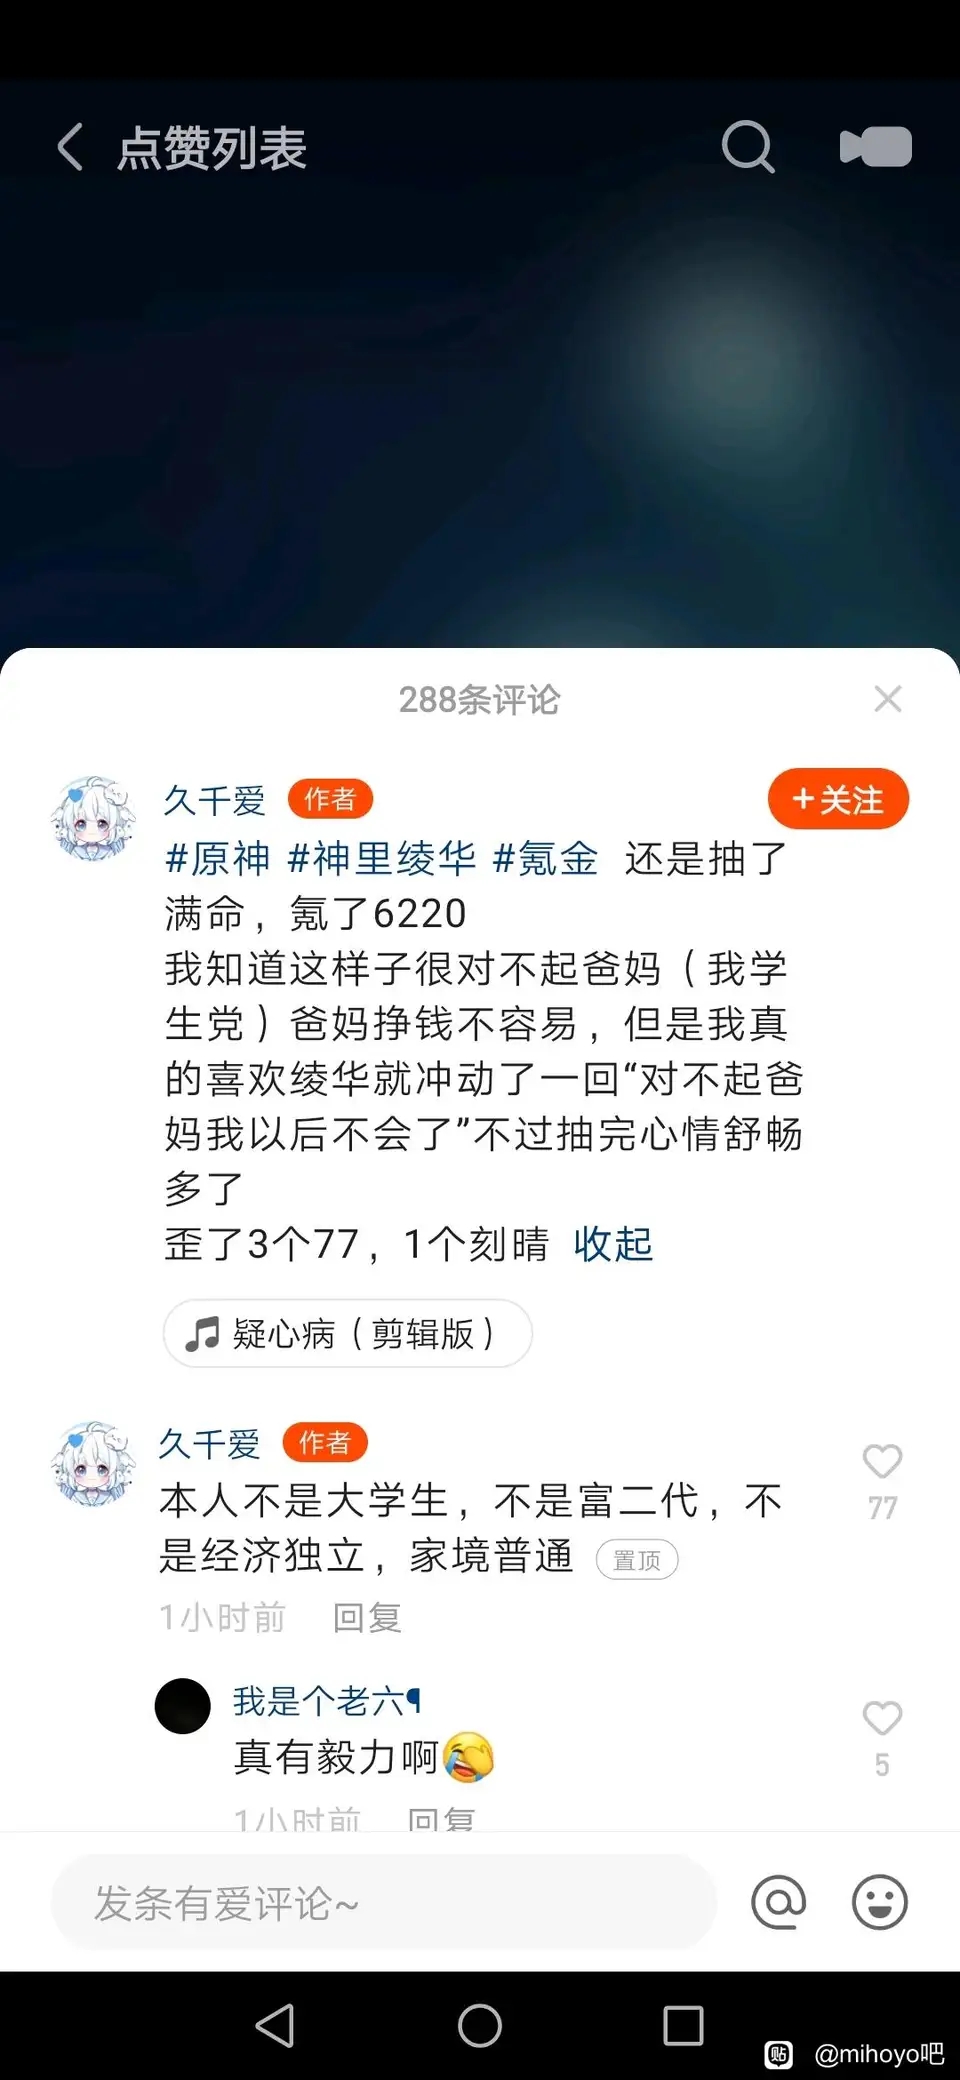 点赞列表
288条评论
久千爱 作者 +关注
#原神 #神里绫华 #氪金 还是抽了
满命，氪了6220
我知道这样子很对不起爸妈（我学
生党）爸妈挣钱不容易，但是我真
的喜欢绫华就冲动了一回“对不起爸
妈我以后不会了”不过抽完心情舒畅
多了
歪了3个77，1个刻晴 收起
疑心病（剪辑版）
久千爱 作者
本人不是大学生，不是富二代，不
是经济独立，家境普通 置顶
77
1小时前 回复
我是个老六¶
真有毅力啊🤣
5
1小时前 回复
发条有爱评论~
贴 @mihoyo吧